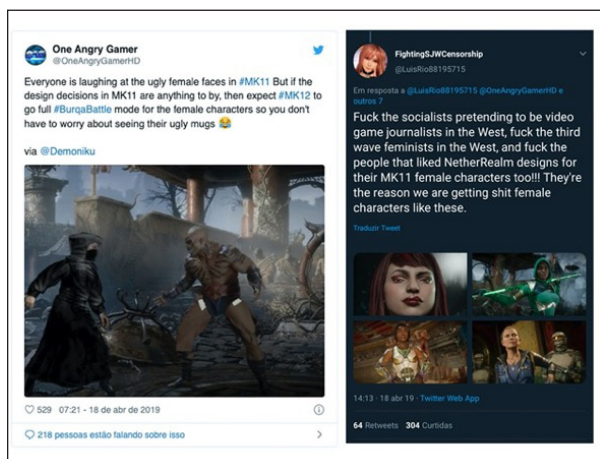 One Angry Gamer
@OneAngryGamerHD
Everyone is laughing at the ugly female faces in #MK11 But if the
design decisions in MK11 are anything to by, then expect #MK12 to
go full #BurqaBattle mode for the female characters so you don't
have to worry about seeing their ugly mugs 😂
via @Demoniku
529 07:21 - 18 de abr de 2019
218 pessoas estão falando sobre isso
FightingSJWCensorship
@LuisRio88195715
Em resposta a @LuisRio88195715 @OneAngryGamerHD e
outros 7
Fuck the socialists pretending to be video
game journalists in the West, fuck the third
wave feminists in the West, and fuck the
people that liked NetherRealm designs for
their MK11 female characters too!!! They're
the reason we are getting shit female
characters like these.
Traduzir Tweet
14:13 · 18 abr 19 · Twitter Web App
64 Retweets 304 Curtidas